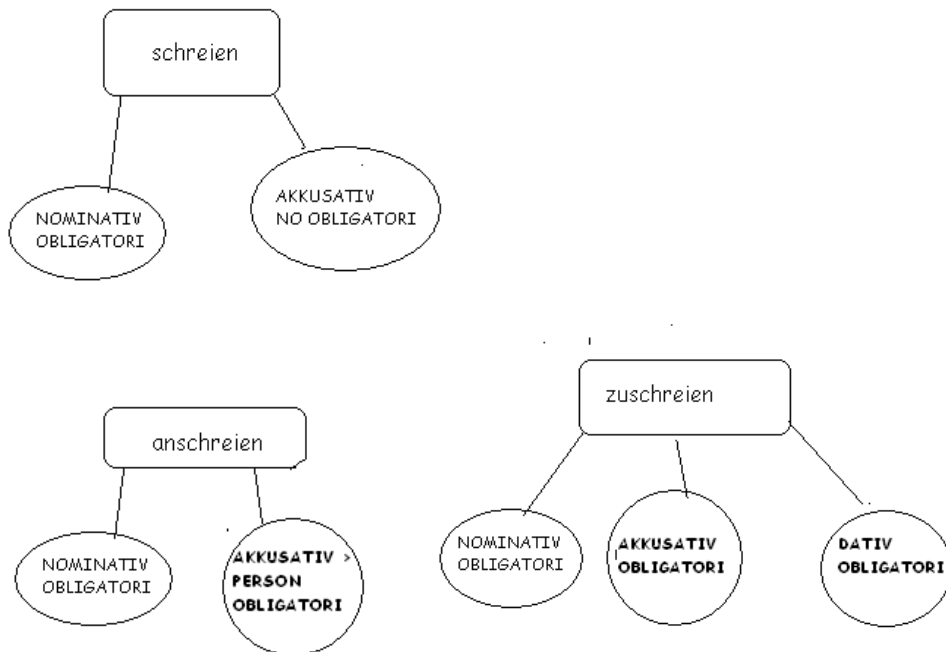 schreien
NOMINATIV
OBLIGATORI
AKKUSATIV
NO OBLIGATORI
anschreien
NOMINATIV
OBLIGATORI
AKKUSATIV >
PERSON
OBLIGATORI
zuschreien
NOMINATIV
OBLIGATORI
AKKUSATIV
OBLIGATORI
DATIV
OBLIGATORI